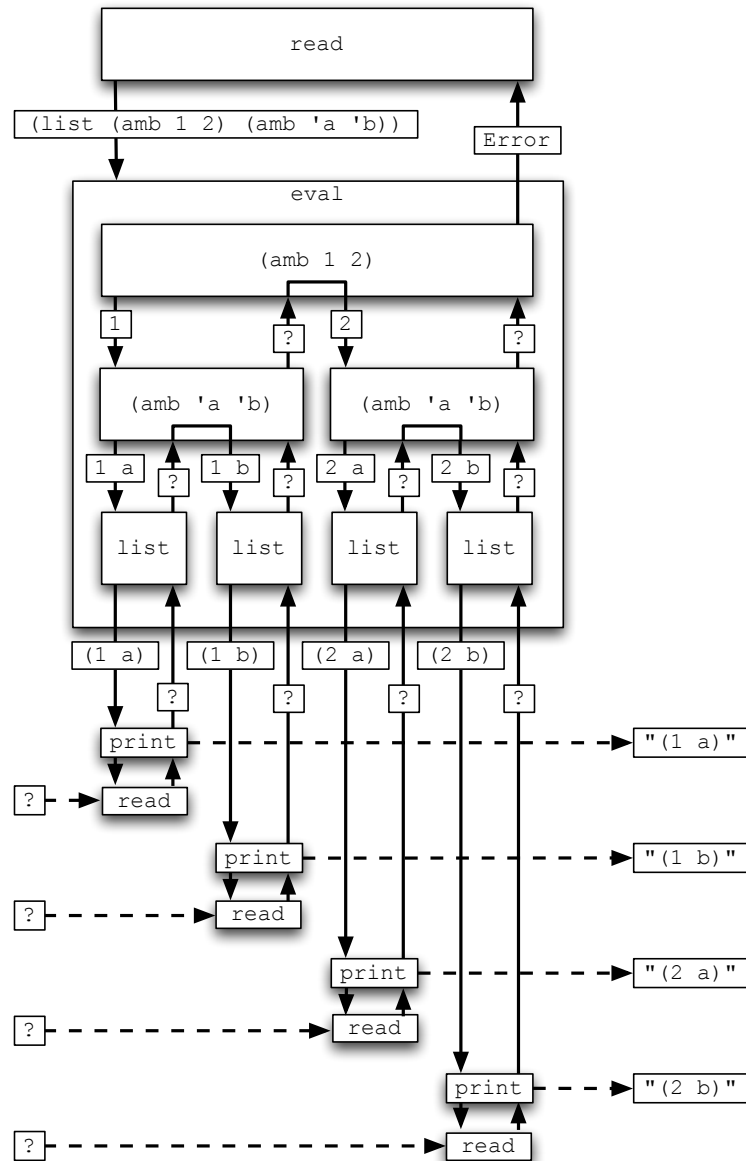 read
(list (amb 1 2) (amb 'a 'b))
Error
eval
(amb 1 2)
1 ? 2 ?
(amb 'a 'b) (amb 'a 'b)
1 a ? 1 b ? 2 a ? 2 b ?
list list list list
(1 a) (1 b) (2 a) (2 b)
? ? ? ?
print "(1 a)"
? read
print "(1 b)"
? read
print "(2 a)"
? read
print "(2 b)"
? read